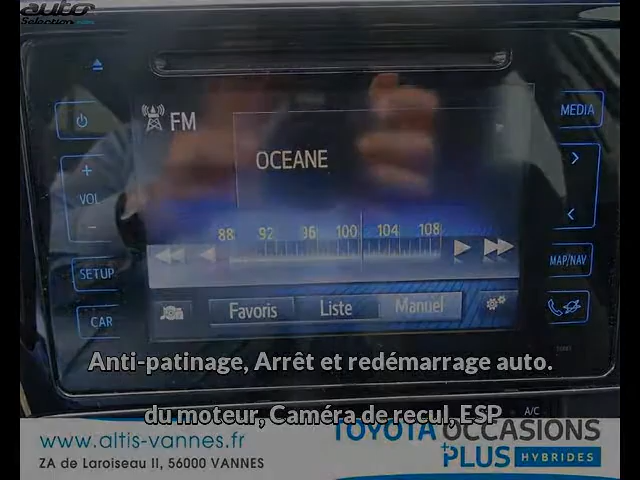 auto
Selection.com
FM
MEDIA
OCEANE
VOL
88 92 96 100 104 108
SETUP
MAP/NAV
Favoris Liste Manuel
CAR
Anti-patinage, Arrêt et redémarrage auto.
du moteur, Caméra de recul, ESP
A/C
www.altis-vannes.fr
ZA de Laroiseau II, 56000 VANNES
TOYOTA OCCASIONS
+PLUS HYBRIDES